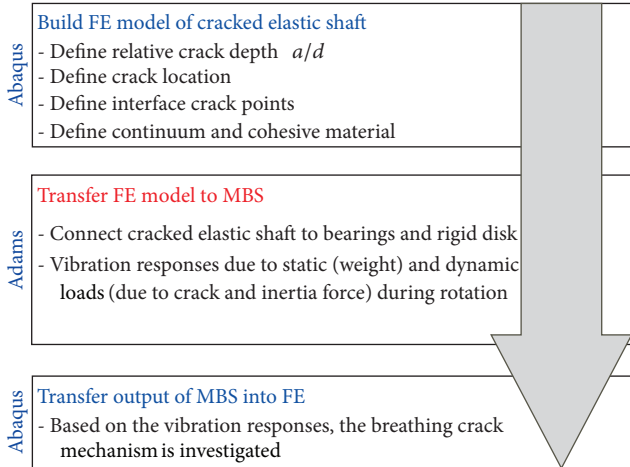 Abaqus
Build FE model of cracked elastic shaft
- Define relative crack depth a/d
- Define crack location
- Define interface crack points
- Define continuum and cohesive material
Adams
Transfer FE model to MBS
- Connect cracked elastic shaft to bearings and rigid disk
- Vibration responses due to static (weight) and dynamic
loads (due to crack and inertia force) during rotation
Abaqus
Transfer output of MBS into FE
- Based on the vibration responses, the breathing crack
mechanism is investigated